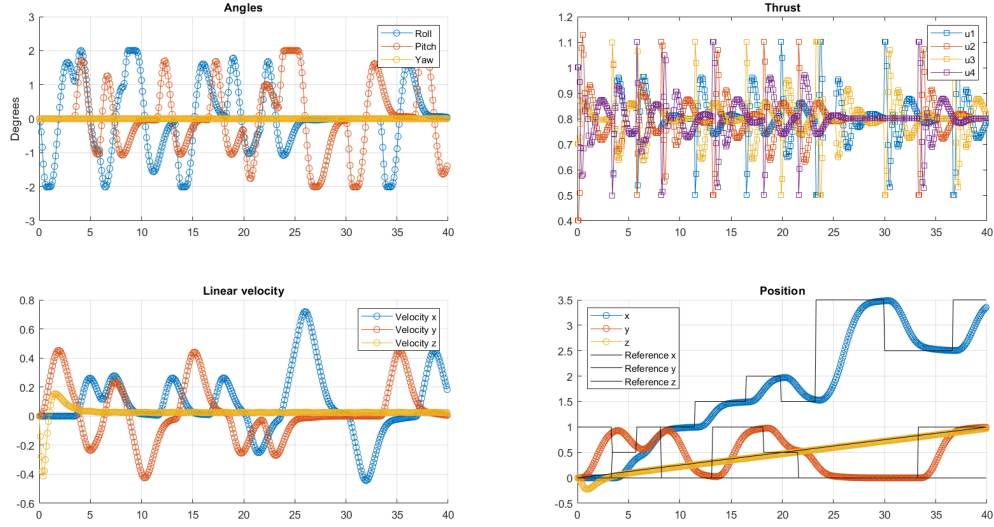 Angles
3
2
1
0
-1
-2
-3
Degrees
Roll
Pitch
Yaw
0 5 10 15 20 25 30 35 40
Thrust
1.2
1.1
1
0.9
0.8
0.7
0.6
0.5
0.4
u1
u2
u3
u4
0 5 10 15 20 25 30 35 40
Linear velocity
0.8
0.6
0.4
0.2
0
-0.2
-0.4
-0.6
Velocity x
Velocity y
Velocity z
0 5 10 15 20 25 30 35 40
Position
3.5
3
2.5
2
1.5
1
0.5
0
-0.5
x
y
z
Reference x
Reference y
Reference z
0 5 10 15 20 25 30 35 40